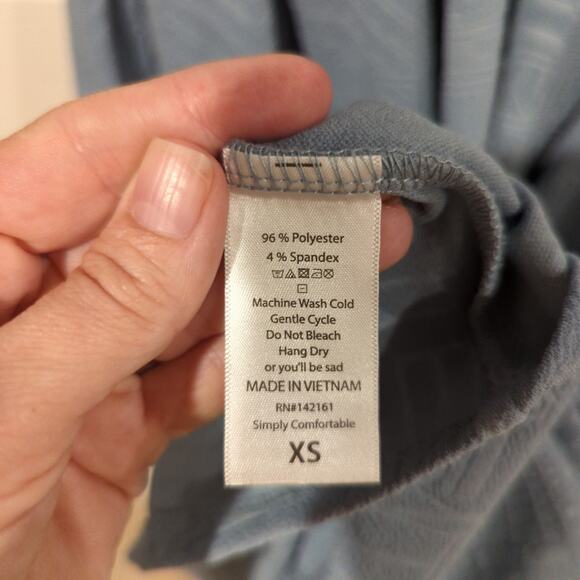 96 % Polyester
4 % Spandex
Machine Wash Cold
Gentle Cycle
Do Not Bleach
Hang Dry
or you'll be sad
MADE IN VIETNAM
RN#142161
Simply Comfortable
XS